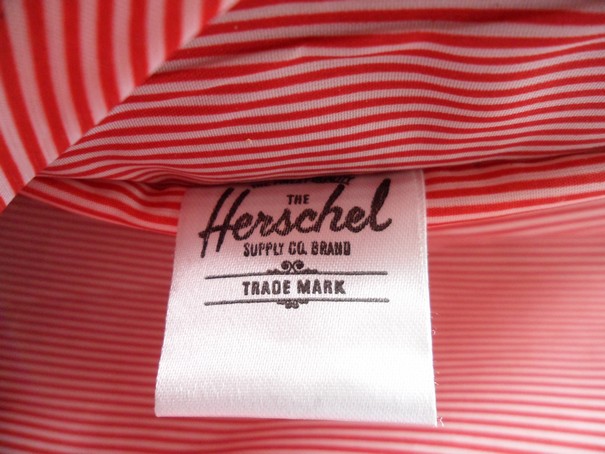 THE
Herschel
SUPPLY CO. BRAND
TRADE MARK